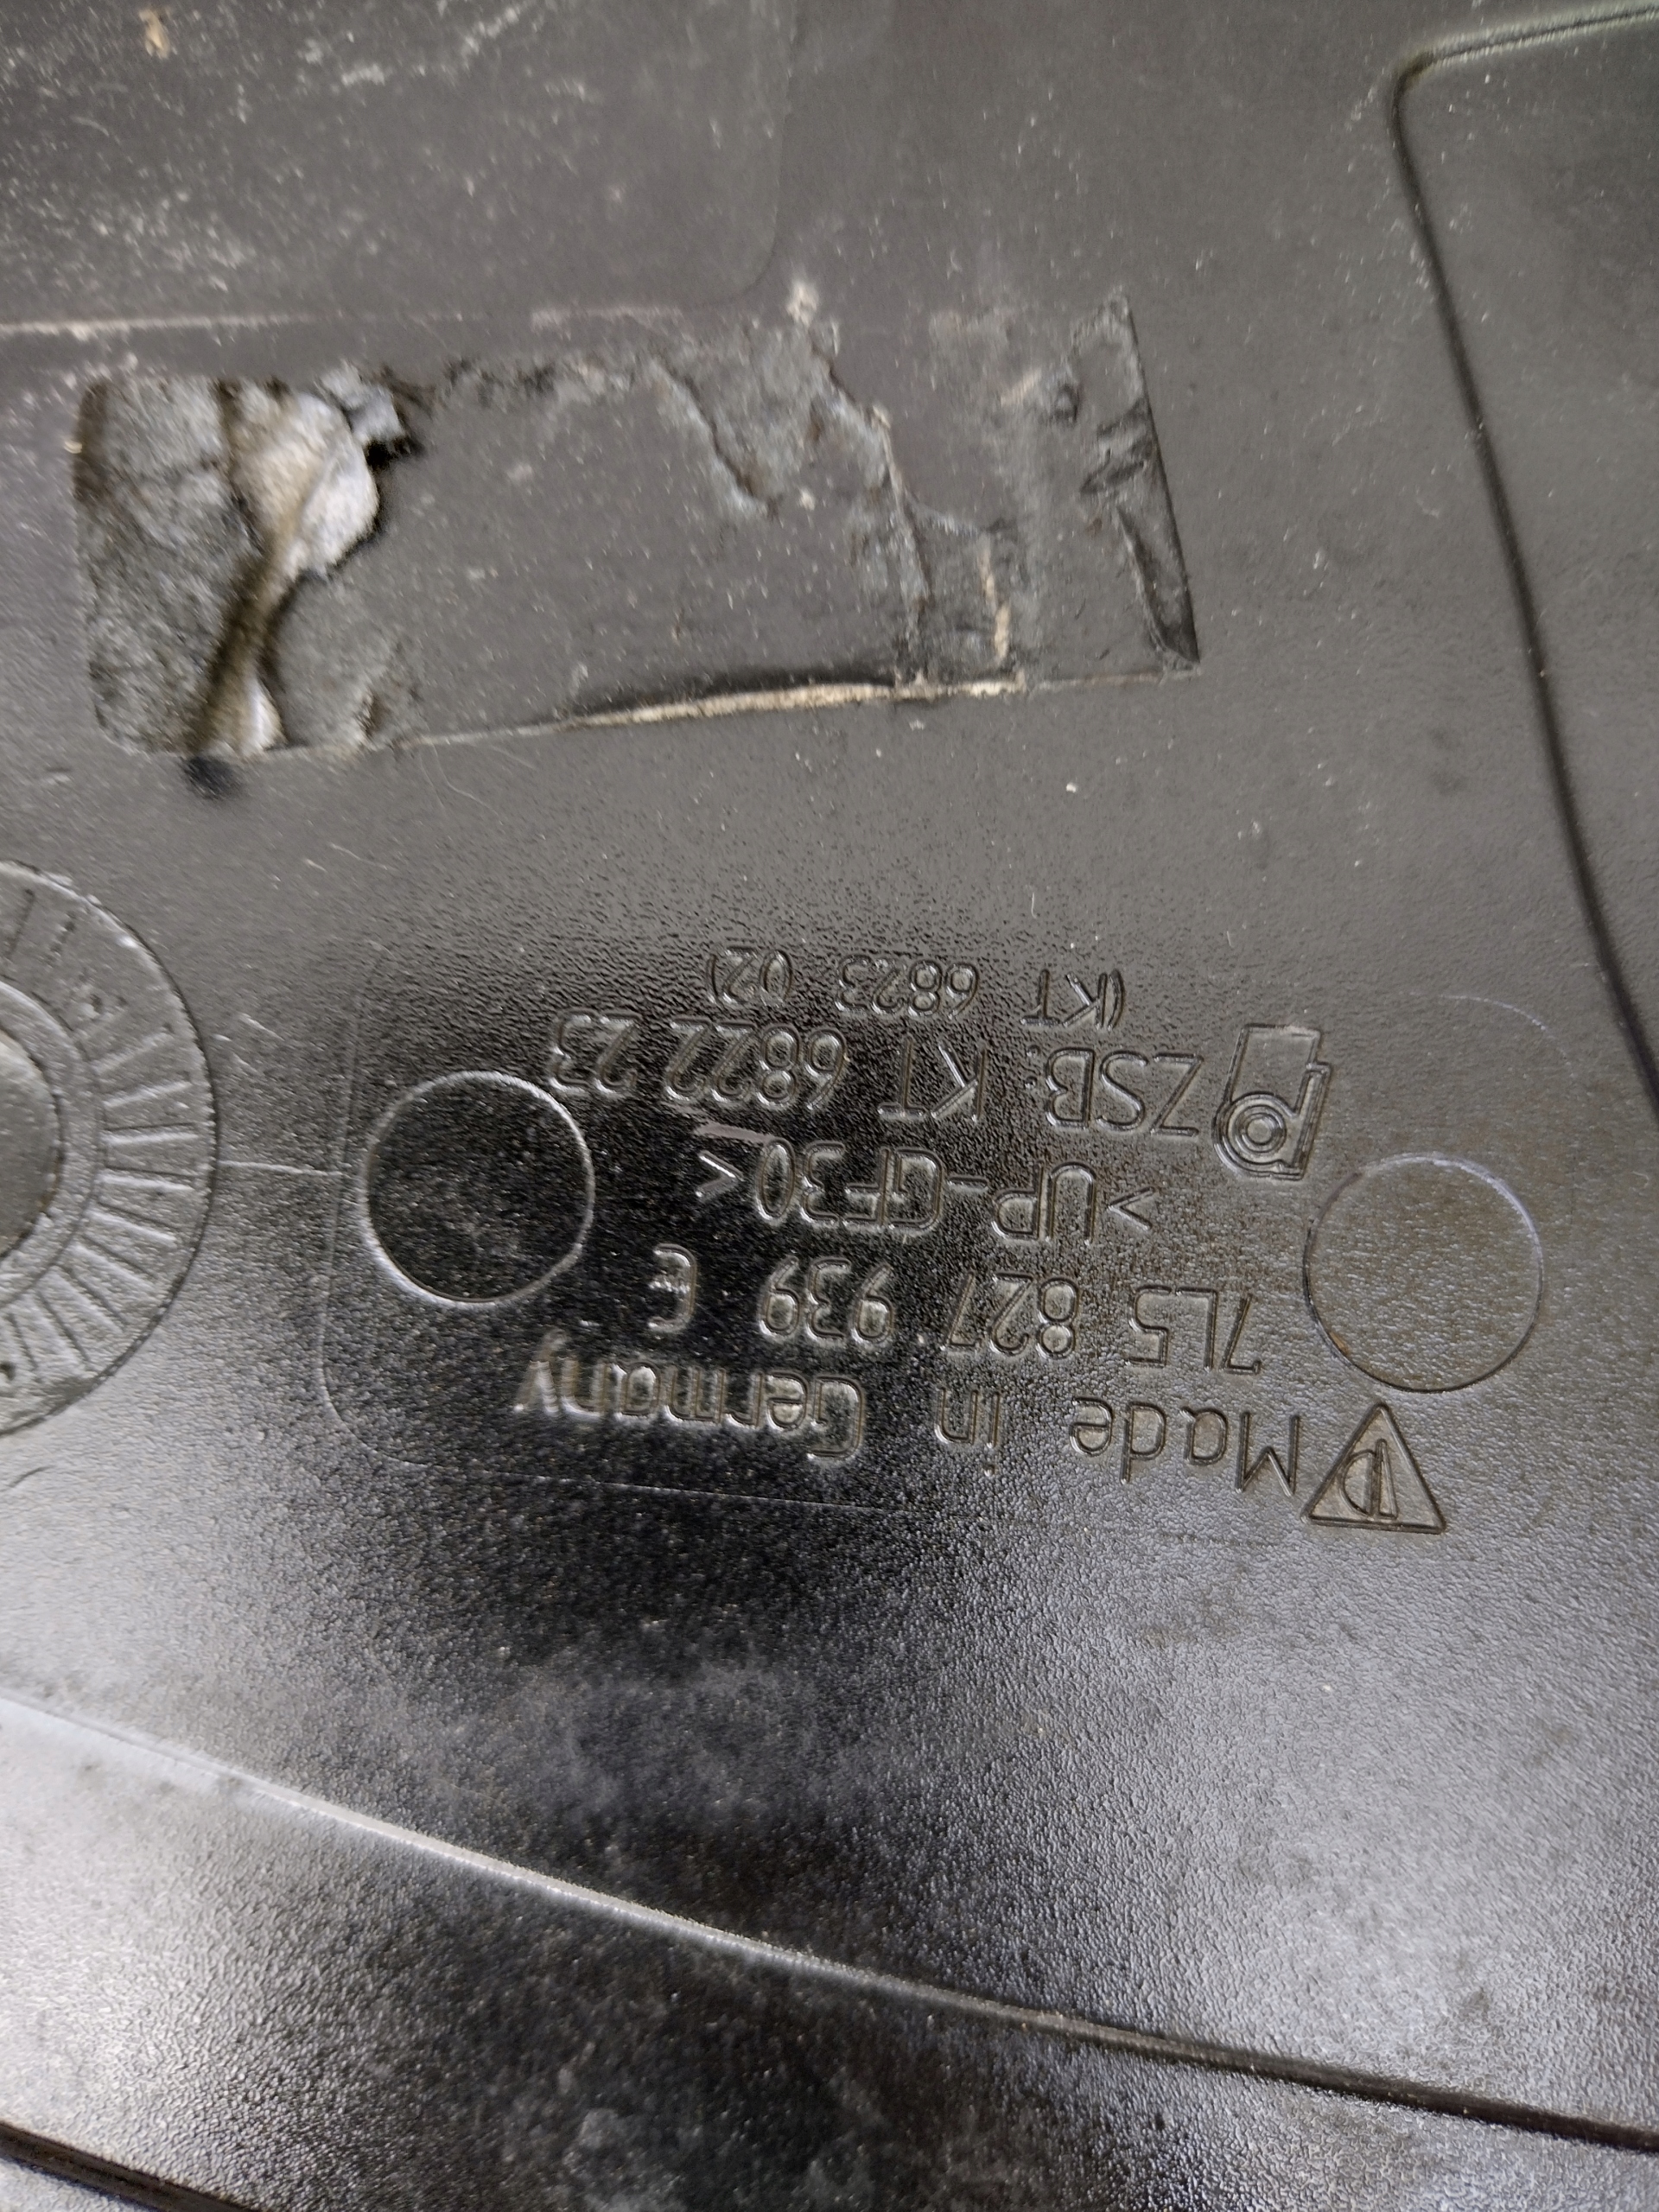 Made in Germany
7L5 827 939 E
>UP-GF30<
ZSB: KT 6822 23
(KT 6823 02)